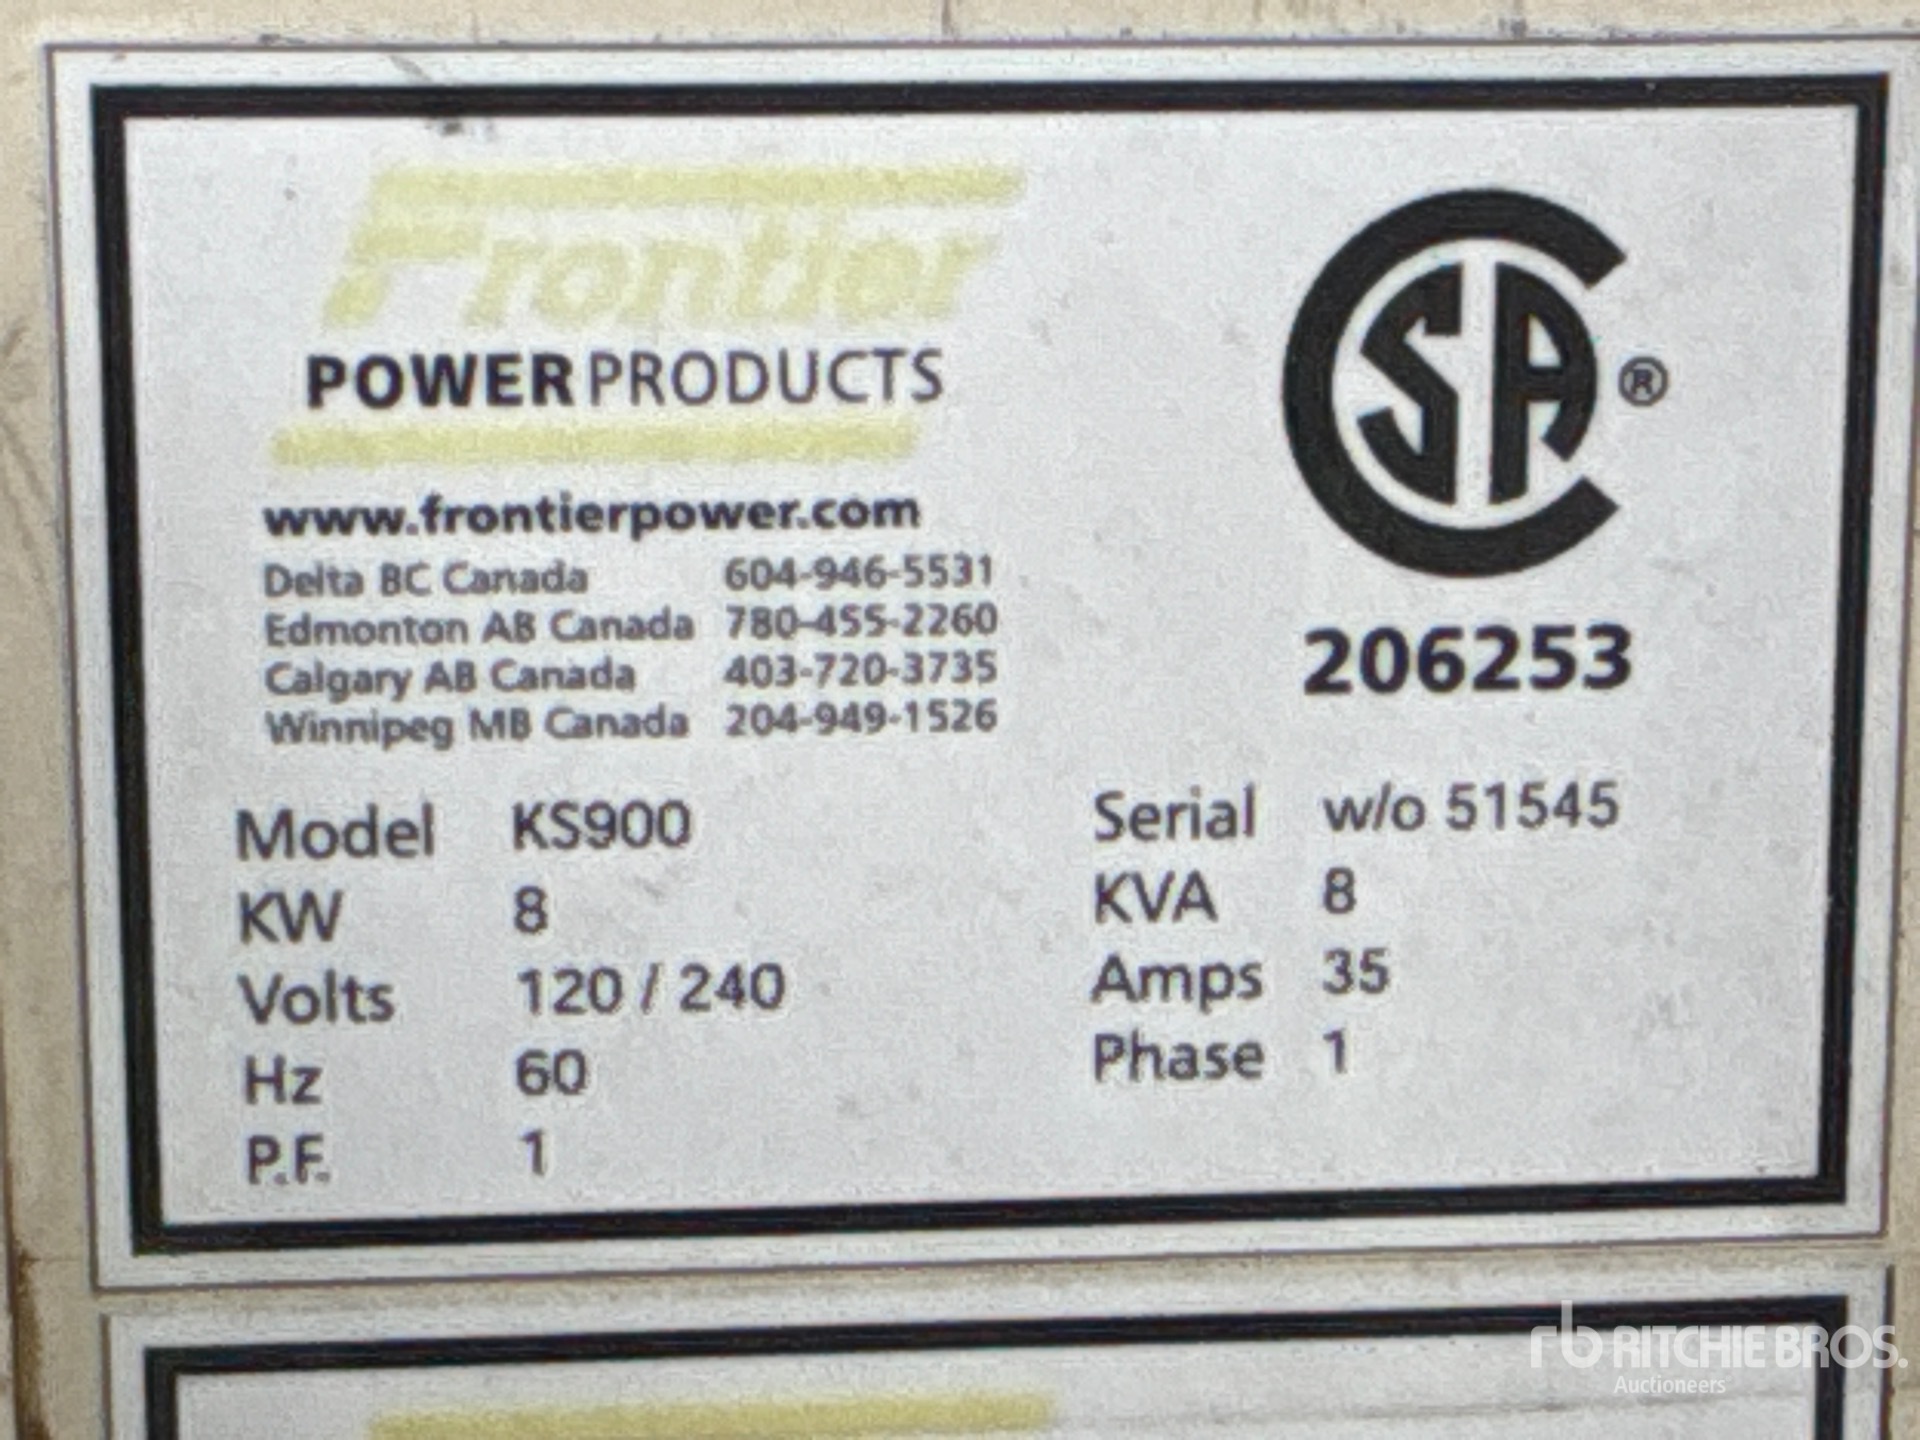 Frontier
POWERPRODUCTS
www.frontierpower.com
Delta BC Canada 604-946-5531
Edmonton AB Canada 780-455-2260
Calgary AB Canada 403-720-3735
Winnipeg MB Canada 204-949-1526
CSA ®
206253
Model KS900
KW 8
Volts 120 / 240
Hz 60
P.F. 1
Serial w/o 51545
KVA 8
Amps 35
Phase 1
rb RITCHIE BROS.
Auctioneers